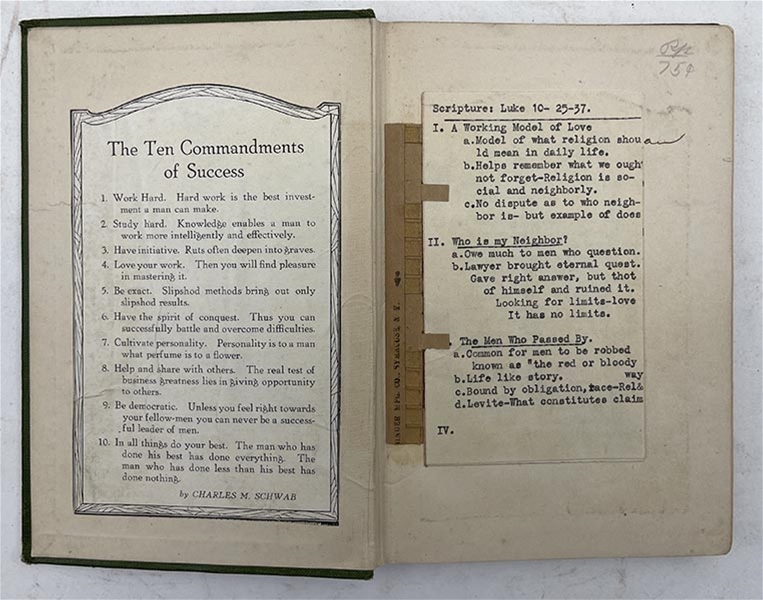 The Ten Commandments
of Success
1. Work Hard. Hard work is the best invest-
ment a man can make.
2. Study hard. Knowledge enables a man to
work more intelligently and effectively.
3. Have initiative. Ruts often deepen into graves.
4. Love your work. Then you will find pleasure
in mastering it.
5. Be exact. Slipshod methods bring out only
slipshod results.
6. Have the spirit of conquest. Thus you can
successfully battle and overcome difficulties.
7. Cultivate personality. Personality is to a man
what perfume is to a flower.
8. Help and share with others. The real test of
business greatness lies in giving opportunity
to others.
9. Be democratic. Unless you feel right towards
your fellow-men you can never be a success-
ful leader of men.
10. In all things do your best. The man who has
done his best has done everything. The
man who has done less than his best has
done nothing.
by CHARLES M. SCHWAB
75¢
Scripture: Luke 10- 25-37.
I. A Working Model of Love
a.Model of what religion shou
ld mean in daily life.
b.Helps remember what we ough
not forget-Religion is so-
cial and neighborly.
c.No dispute as to who neigh-
bor is- but example of does
II. Who is my Neighbor?
a.Owe much to men who question.
b.Lawyer brought eternal quest.
Gave right answer, but thot
of himself and ruined it.
Looking for limits-love
It has no limits.
The Men Who Passed By.
a.Common for men to be robbed
known as "the red or bloody
b.Life like story. way
c.Bound by obligation, race-Rel&
d.Levite-What constitutes claim
IV.
MFG. CO., SYRACUSE, N. Y.